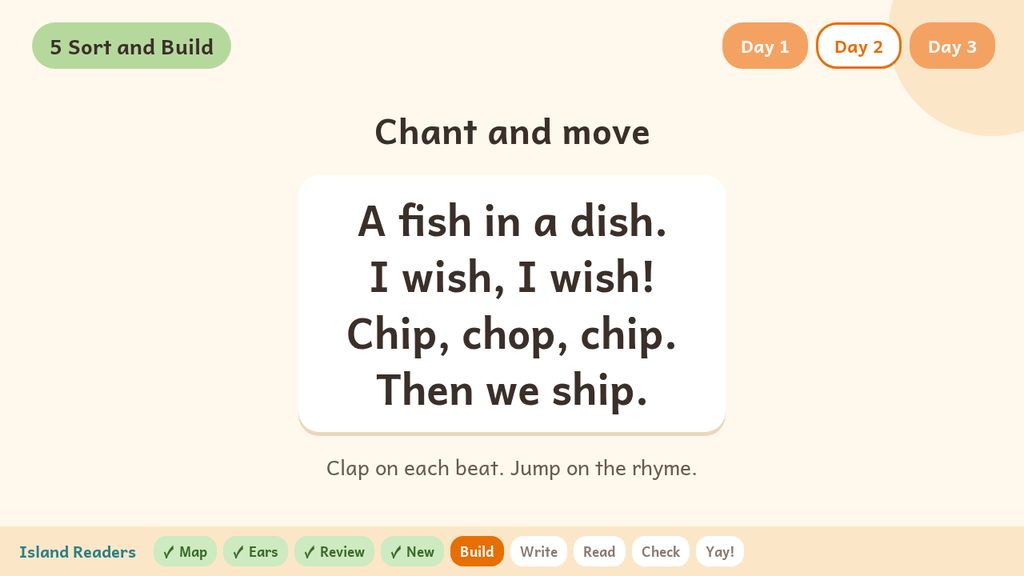 5 Sort and Build
Day 1 Day 2 Day 3
Chant and move
A fish in a dish.
I wish, I wish!
Chip, chop, chip.
Then we ship.
Clap on each beat. Jump on the rhyme.
Island Readers ✓ Map ✓ Ears ✓ Review ✓ New Build Write Read Check Yay!